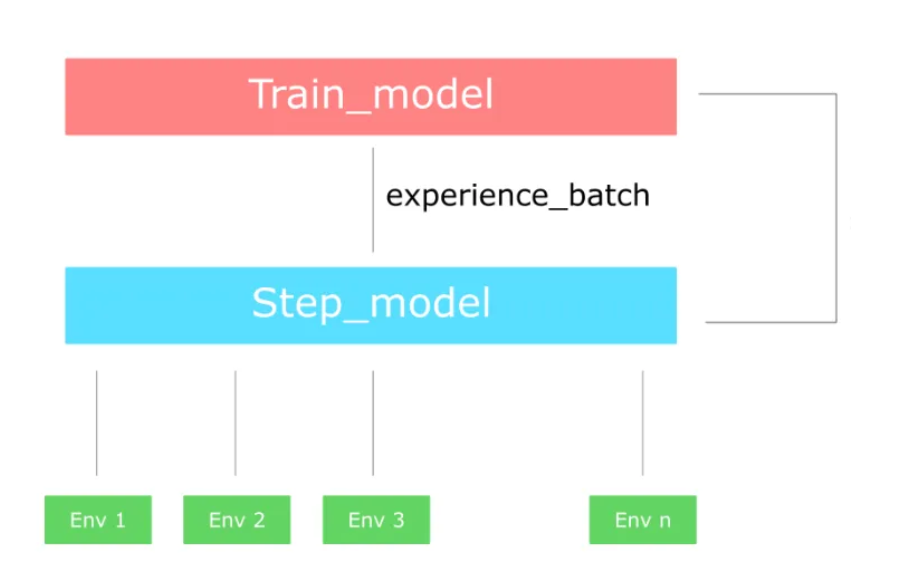 Train_model
experience_batch
Step_model
Env 1
Env 2
Env 3
Env n